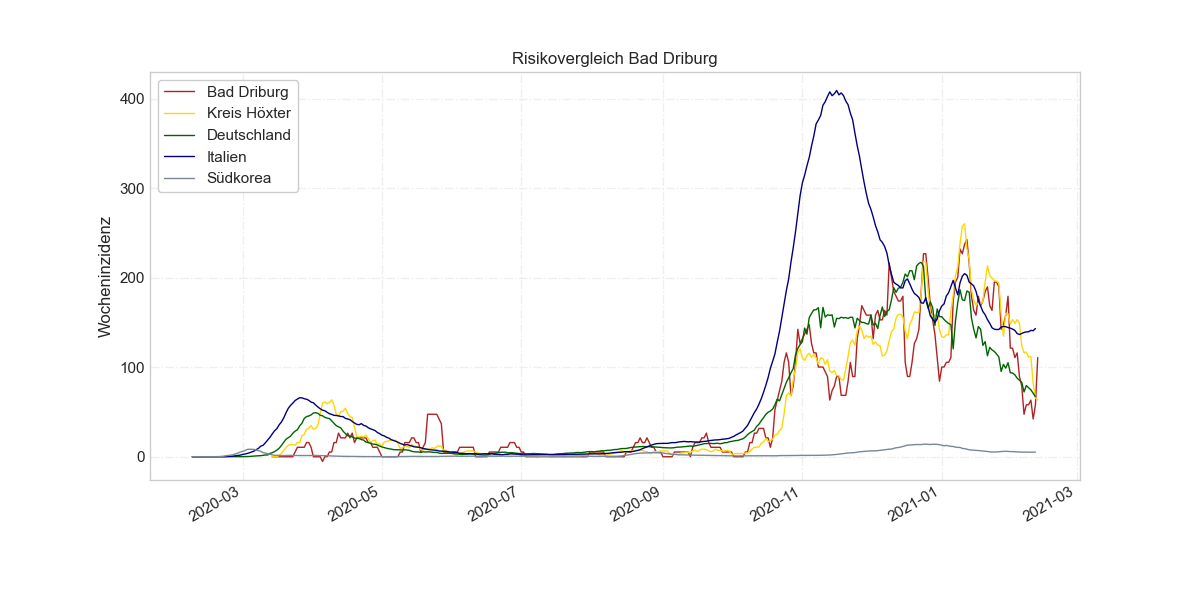 Risikovergleich Bad Driburg
Bad Driburg
Kreis Höxter
Deutschland
Italien
Südkorea
Wocheninzidenz
400
300
200
100
0
2020-03
2020-05
2020-07
2020-09
2020-11
2021-01
2021-03